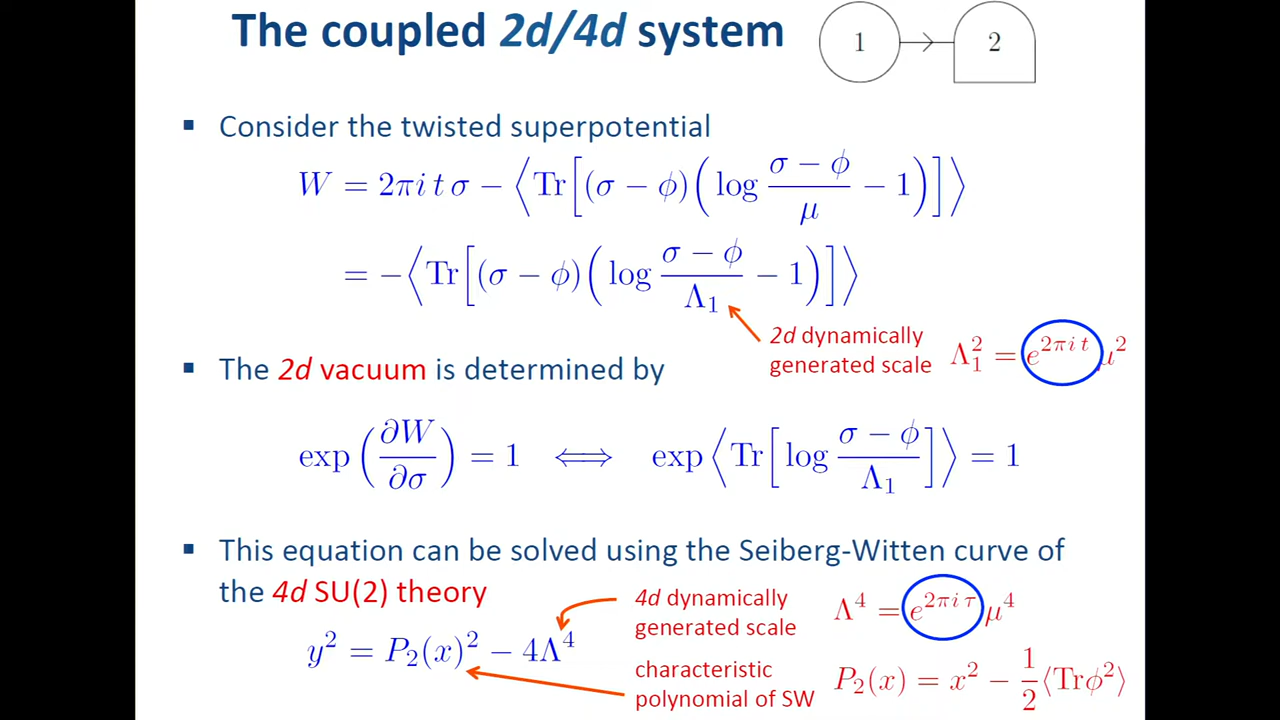 The coupled 2d/4d system
1
2
▪ Consider the twisted superpotential
W = 2πi t σ − ⟨Tr[(σ − ϕ)(log (σ − ϕ)/μ − 1)]⟩
= −⟨Tr[(σ − ϕ)(log (σ − ϕ)/Λ₁ − 1)]⟩
2d dynamically
generated scale
Λ₁² = e^{2πi t} μ²
▪ The 2d vacuum is determined by
exp(∂W/∂σ) = 1 ⟺ exp⟨Tr[log (σ − ϕ)/Λ₁]⟩ = 1
▪ This equation can be solved using the Seiberg-Witten curve of
the 4d SU(2) theory
4d dynamically
generated scale
Λ⁴ = e^{2πi τ} μ⁴
y² = P₂(x)² − 4Λ⁴
characteristic
polynomial of SW
P₂(x) = x² − 1/2 ⟨Trϕ²⟩